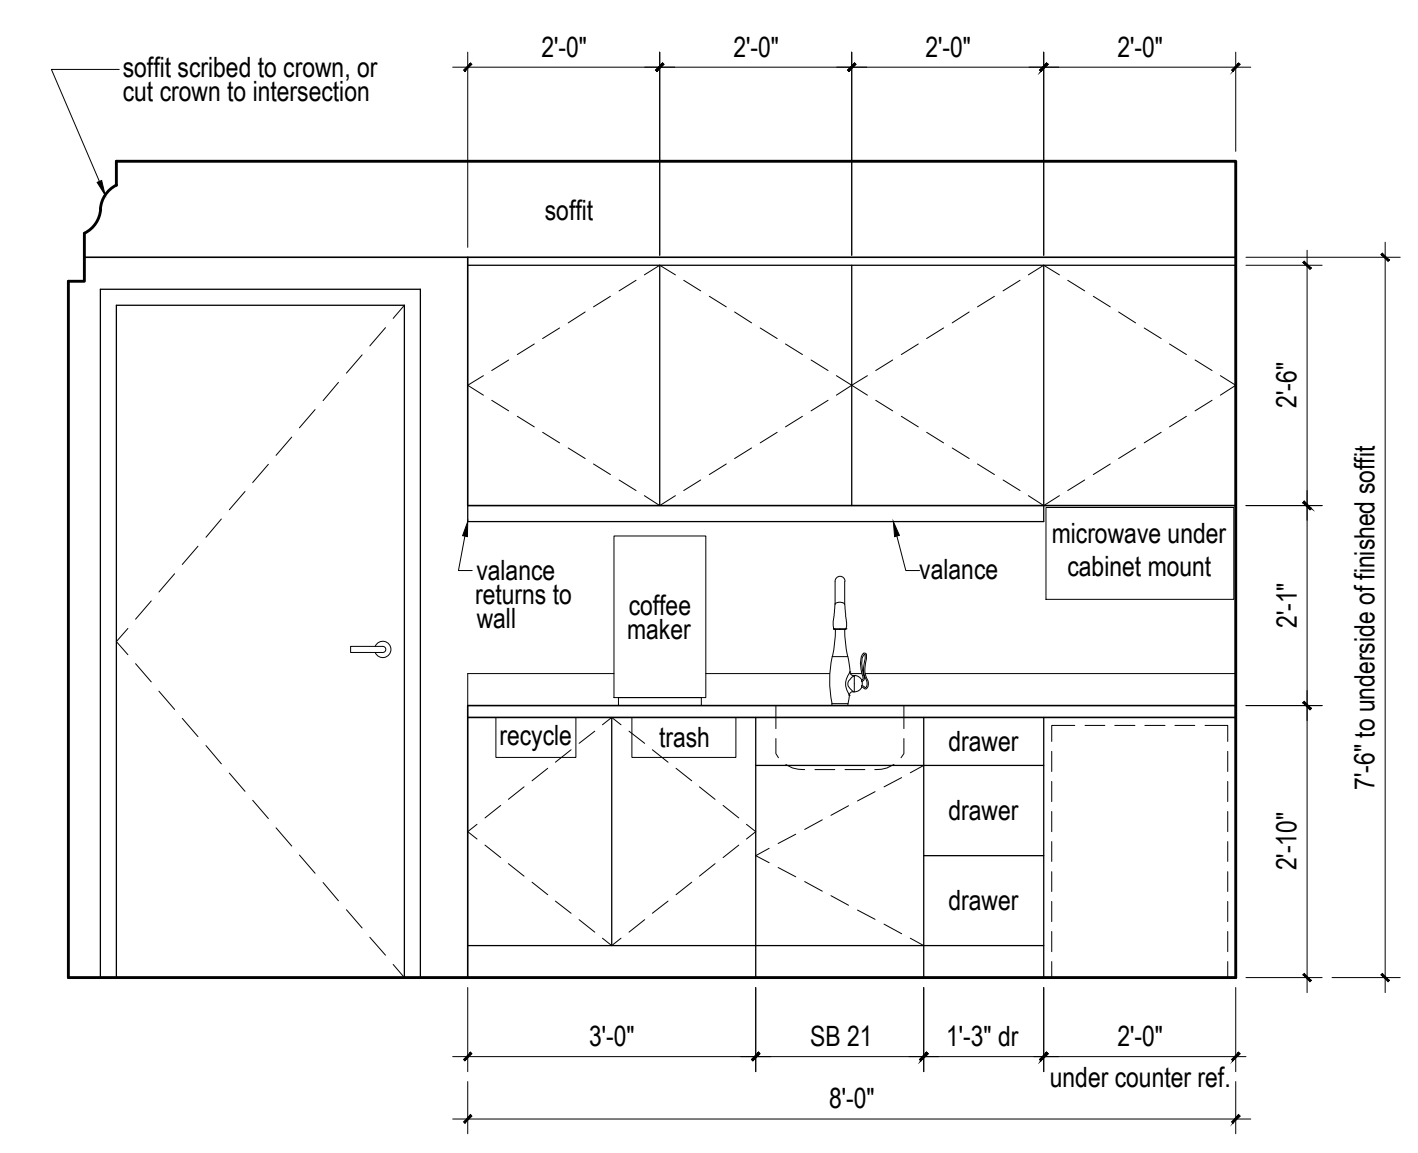 2'-0" 2'-0" 2'-0" 2'-0"
soffit scribed to crown, or
cut crown to intersection
soffit
2'-6"
7'-6" to underside of finished soffit
microwave under
cabinet mount
valance
returns to
wall
valance
coffee
maker
2'-1"
recycle trash drawer
drawer
2'-10"
drawer
3'-0" SB 21 1'-3" dr 2'-0"
under counter ref.
8'-0"